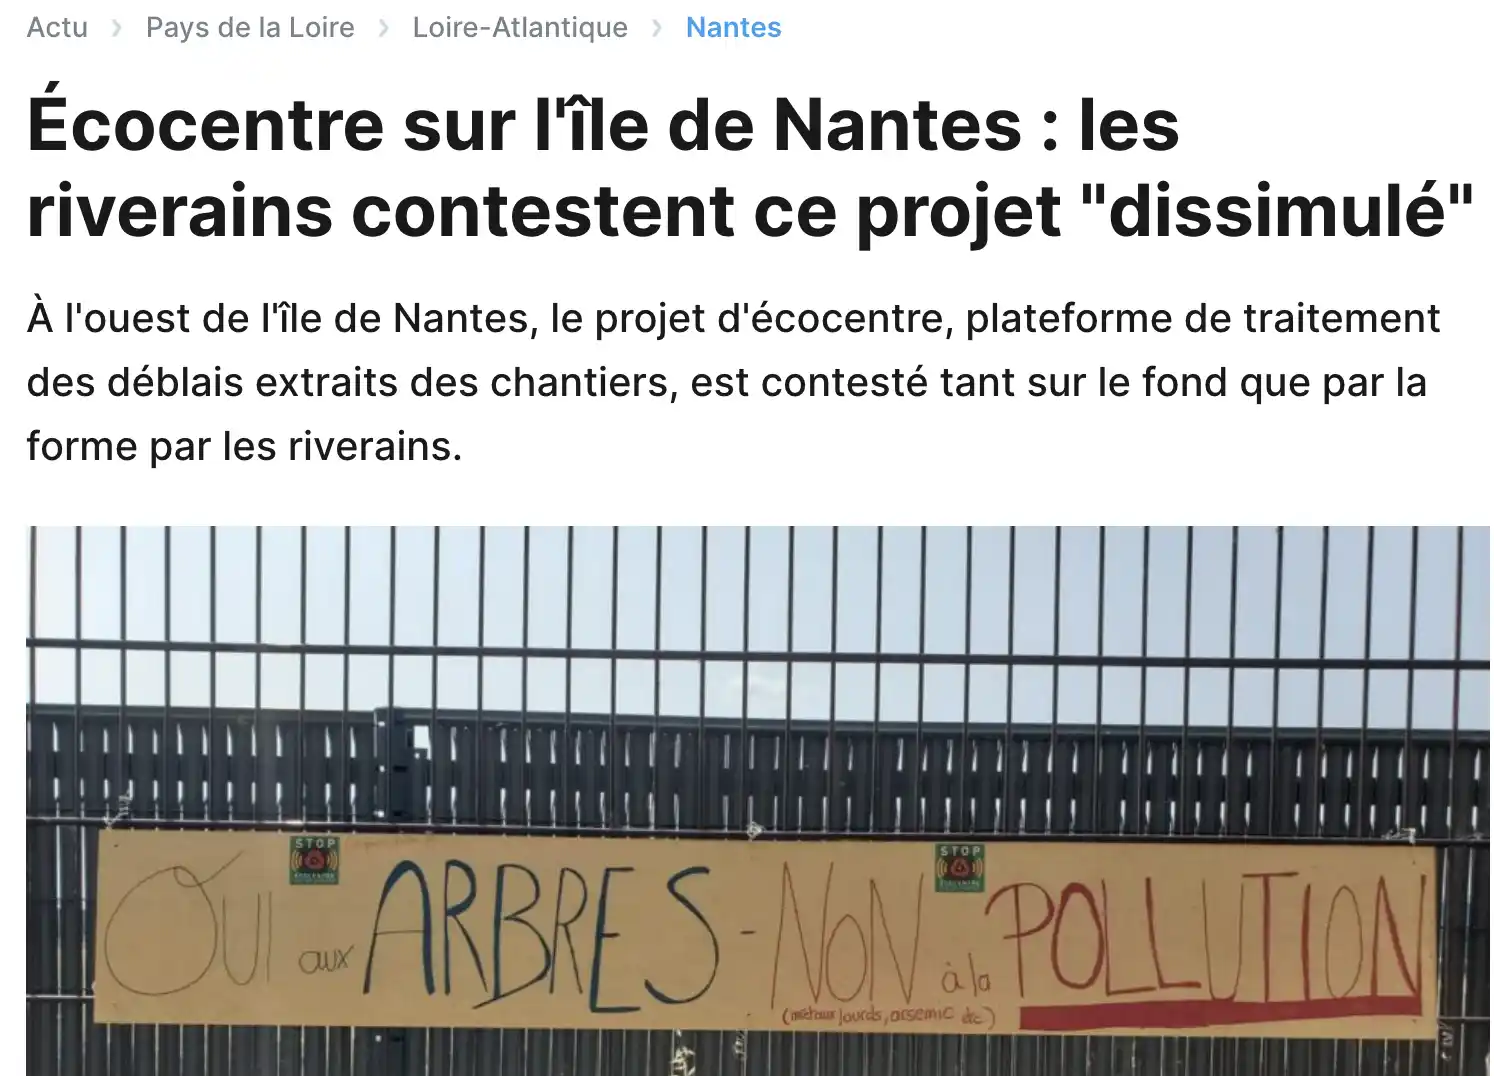 Actu > Pays de la Loire > Loire-Atlantique > Nantes
Écocentre sur l'île de Nantes : les
riverains contestent ce projet "dissimulé"
À l'ouest de l'île de Nantes, le projet d'écocentre, plateforme de traitement
des déblais extraits des chantiers, est contesté tant sur le fond que par la
forme par les riverains.
STOP
ÉCOCENTRE
STOP
ÉCOCENTRE
OUI aux ARBRES - NON à la POLLUTION
(métaux lourds, arsenic etc)